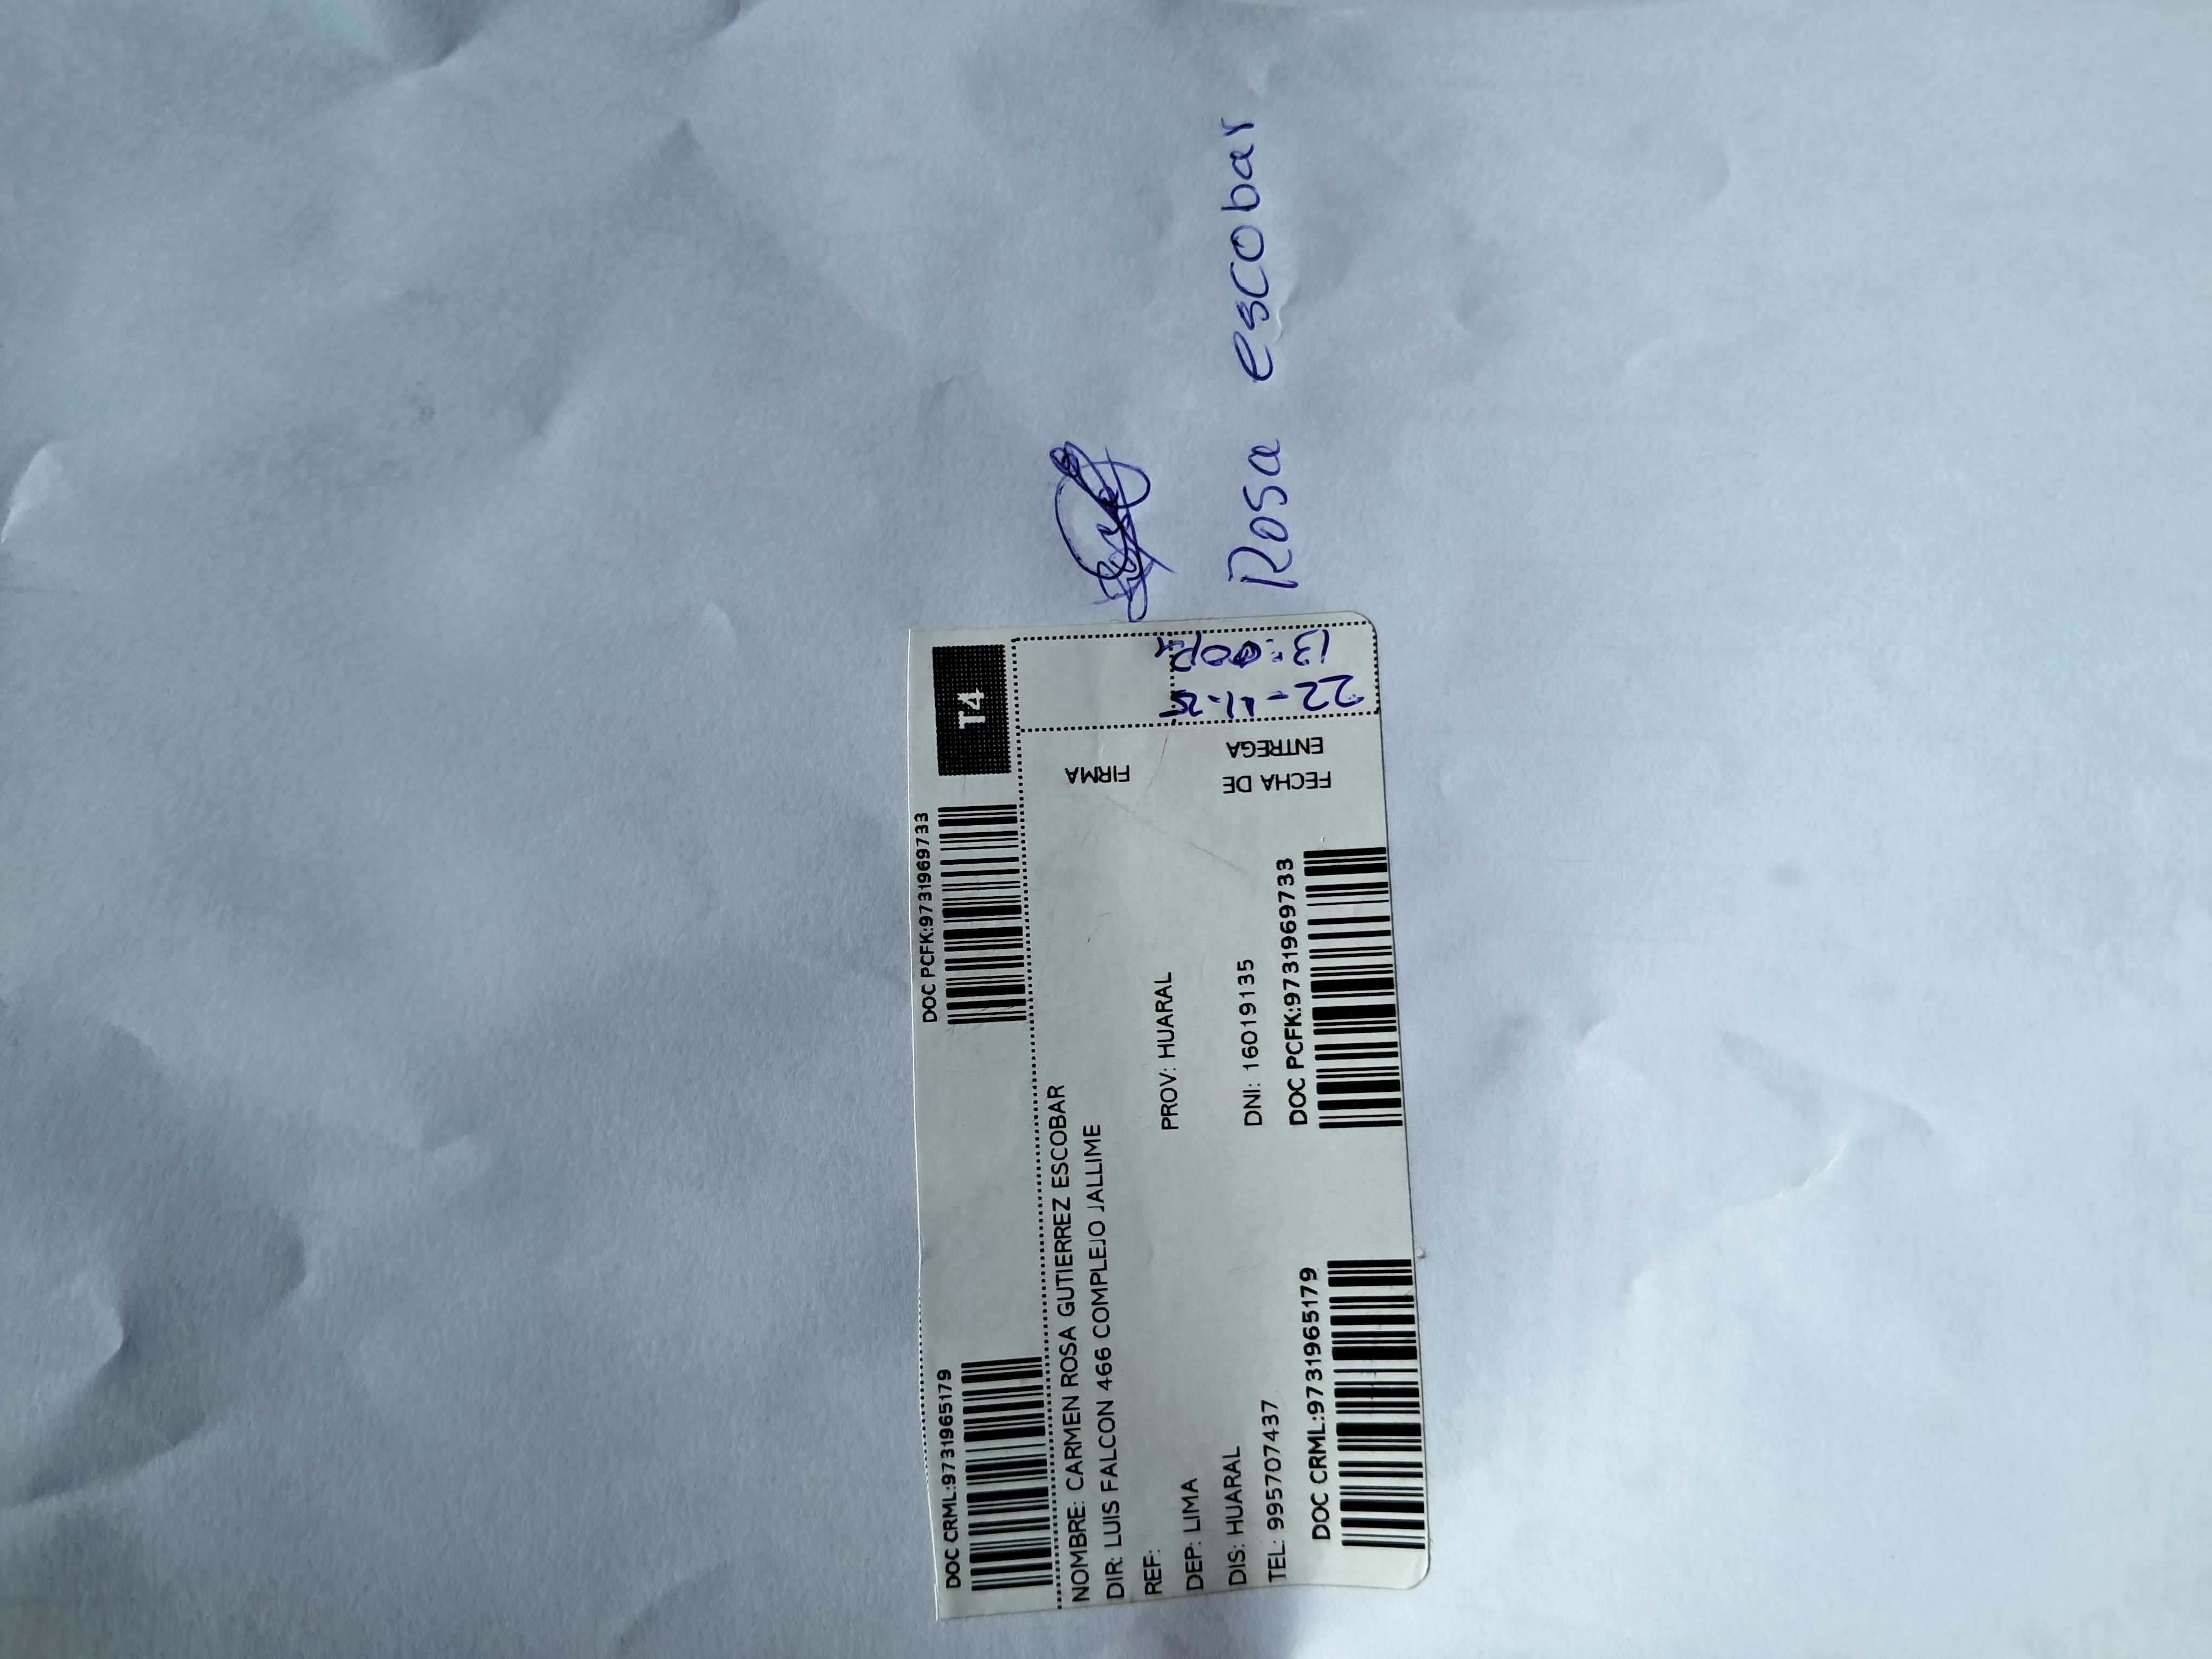 DOC CRML:9731965179
DOC PCFK:9731969733
T4
NOMBRE: CARMEN ROSA GUTIERREZ ESCOBAR
DIR: LUIS FALCON 466 COMPLEJO JALLIME
REF:
DEP: LIMA
PROV: HUARAL
DIS: HUARAL
TEL: 995707437
DNI: 16019135
DOC CRML:9731965179
DOC PCFK:9731969733
FIRMA
FECHA DE
ENTREGA
22-11-25
Rosa escobar